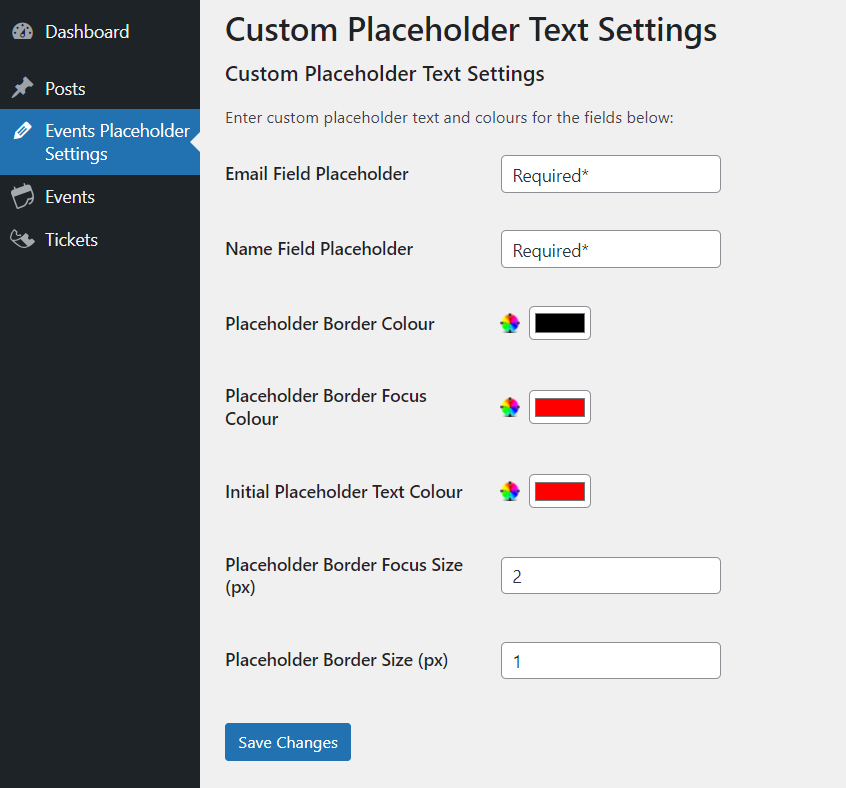 Dashboard
Posts
Events Placeholder
Settings
Events
Tickets
Custom Placeholder Text Settings
Custom Placeholder Text Settings
Enter custom placeholder text and colours for the fields below:
Email Field Placeholder
Required*
Name Field Placeholder
Required*
Placeholder Border Colour
Placeholder Border Focus
Colour
Initial Placeholder Text Colour
Placeholder Border Focus Size
(px)
2
Placeholder Border Size (px)
1
Save Changes